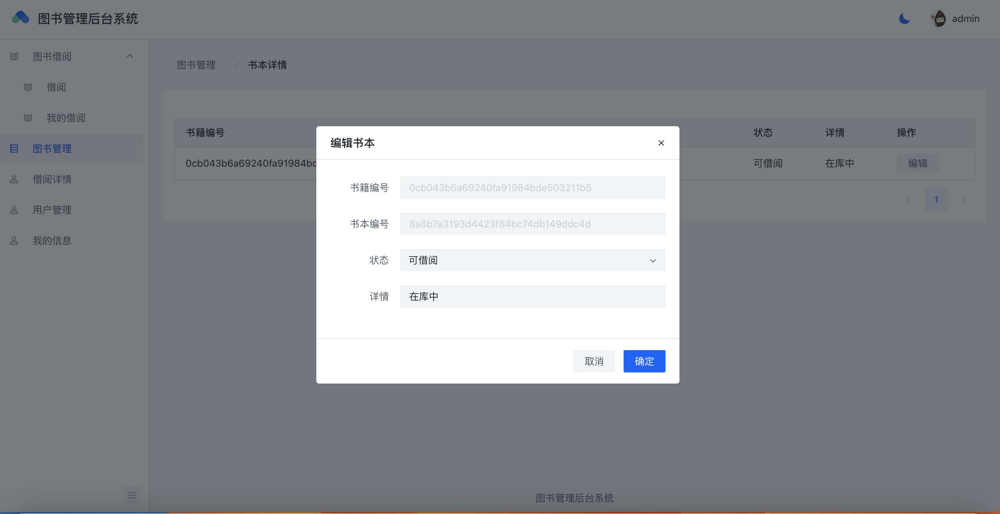 图书管理后台系统
admin
图书借阅
借阅
我的借阅
图书管理
借阅详情
用户管理
我的信息
图书管理 / 书本详情
书籍编号 状态 详情 操作
0cb043b6a69240fa91984bd 可借阅 在库中 编辑
1
编辑书本
书籍编号 0cb043b6a69240fa91984bde503211b5
书本编号 8a8b7a3193d4423f84bc74db149ddc4d
状态 可借阅
详情 在库中
取消 确定
图书管理后台系统